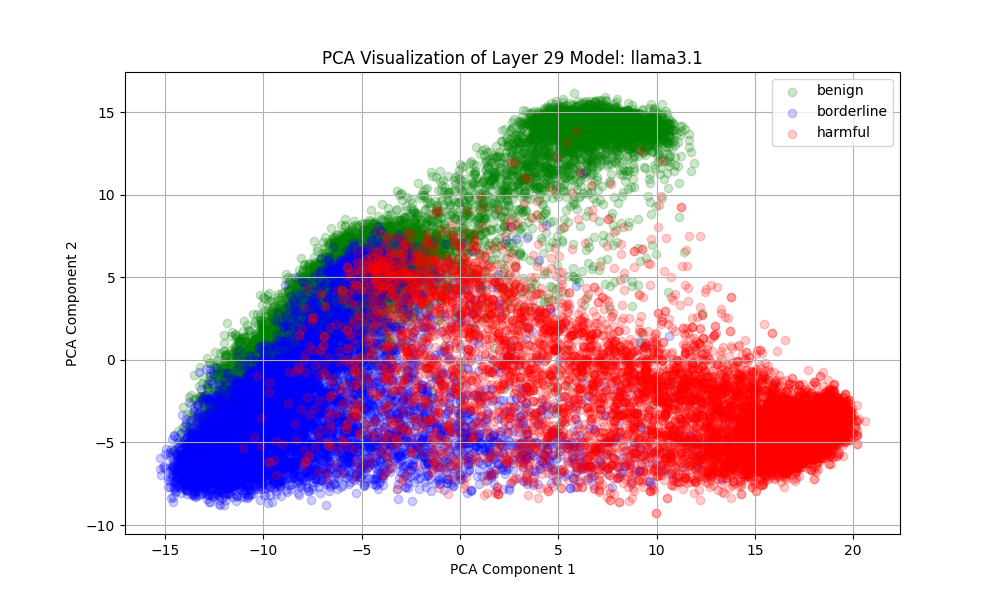 PCA Visualization of Layer 29 Model: llama3.1
benign
borderline
harmful
15
10
5
0
−5
−10
PCA Component 2
−15
−10
−5
0
5
10
15
20
PCA Component 1